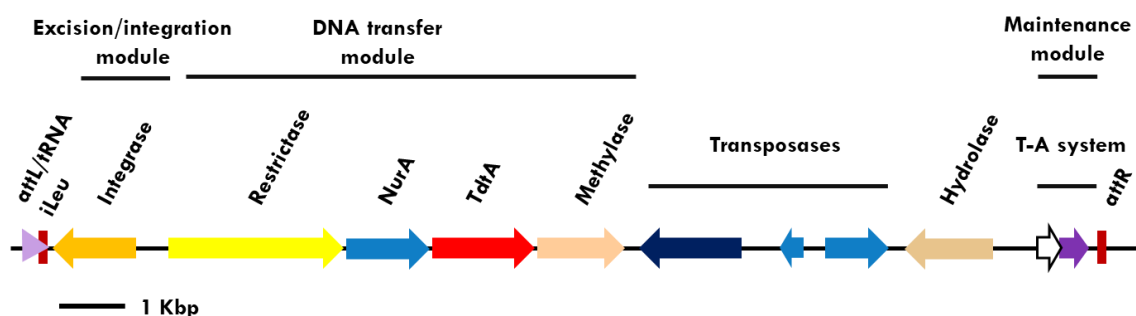 Excision/integration
module
DNA transfer
module
Maintenance
module
attL/tRNA
iLeu
Integrase
Restrictase
NurA
TdtA
Methylase
Transposases
Hydrolase
T-A system
attR
1 Kbp